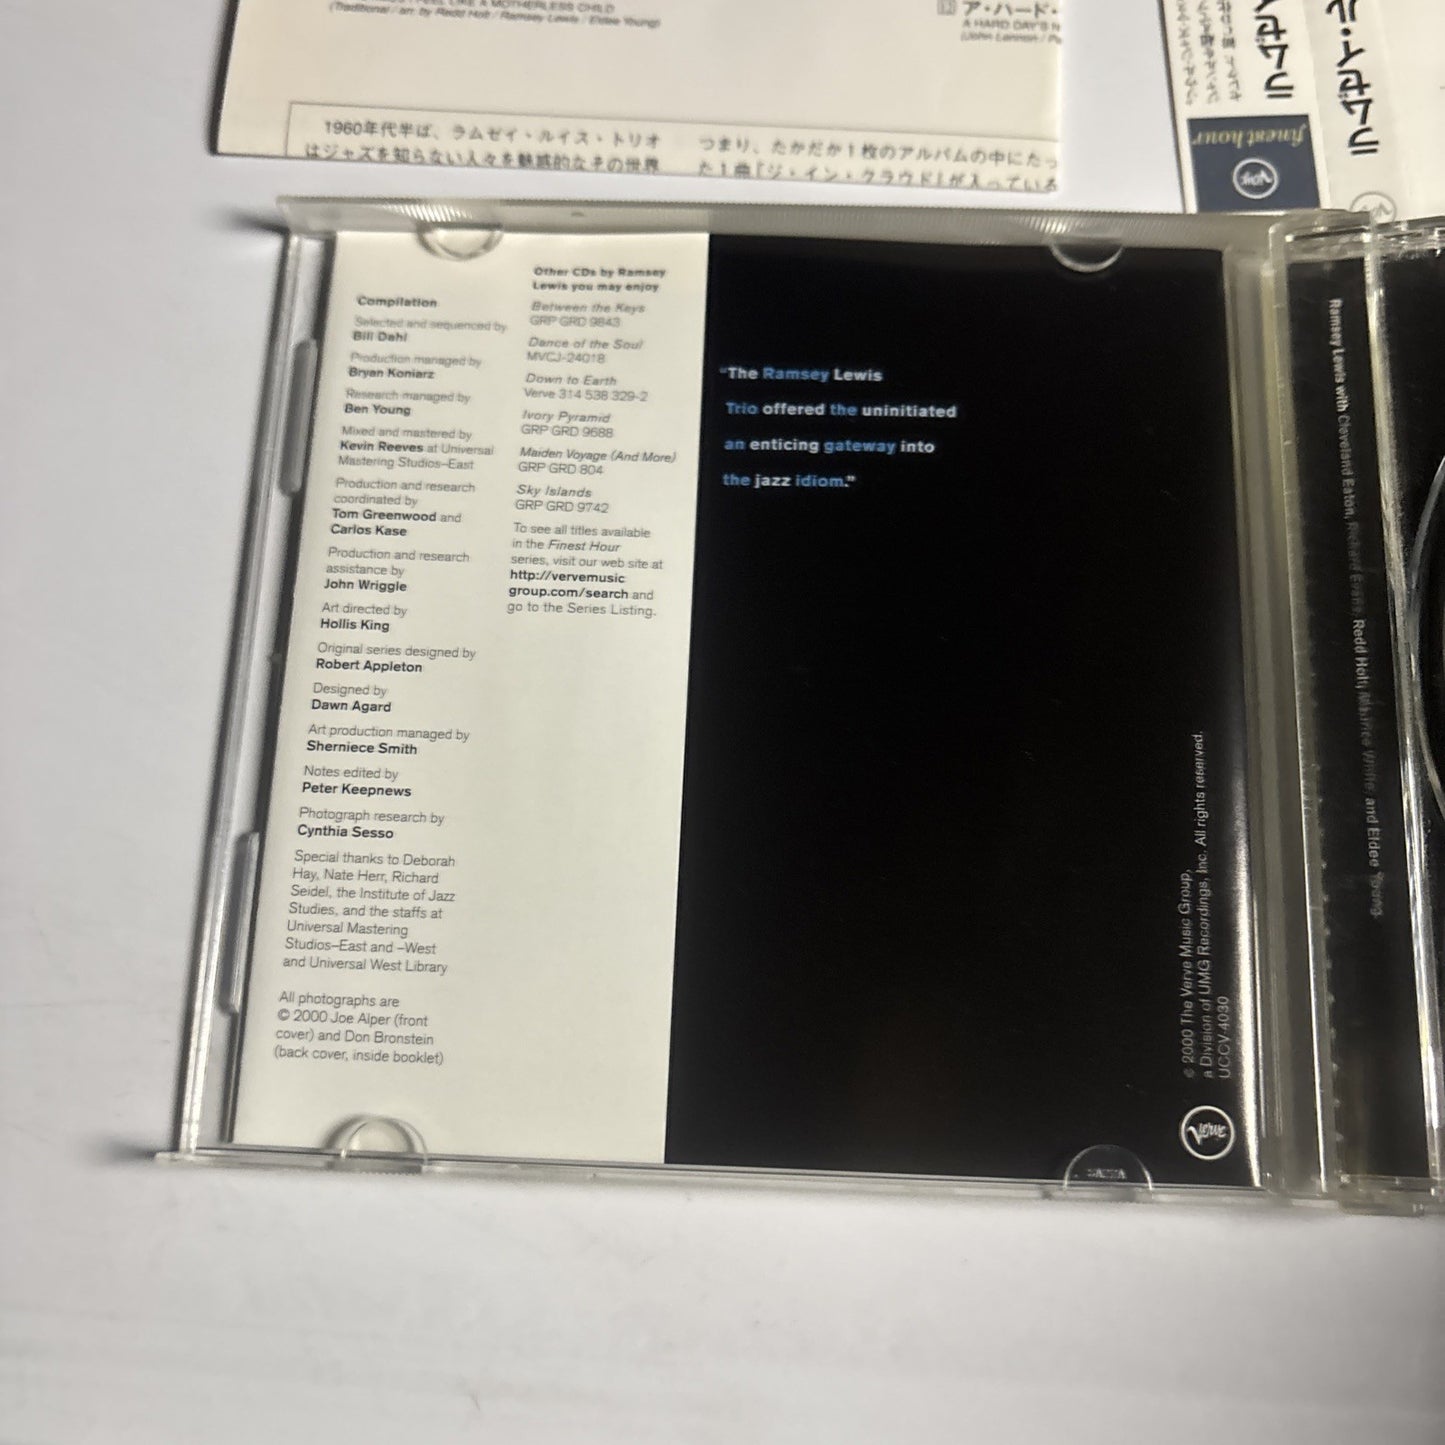 LIKE A MOTHERLESS CHILD
(Traditional / arr. by Redd Holt / Ramsey Lewis / Eldee Young)
ア・ハード・
A HARD DAY'S N
(John Lennon / Pa
1960年代半ば、ラムゼイ・ルイス・トリオ
はジャズを知らない人々を魅惑的なその世界
つまり、たかだか1枚のアルバムの中にたっ
た1曲『ジ・イン・クラウド』が入っている
finest hour
Verve
Compilation
Selected and sequenced by
Bill Dahl
Production managed by
Bryan Koniarz
Research managed by
Ben Young
Mixed and mastered by
Kevin Reeves at Universal
Mastering Studios–East
Production and research
coordinated by
Tom Greenwood and
Carlos Kase
Production and research
assistance by
John Wriggle
Art directed by
Hollis King
Original series designed by
Robert Appleton
Designed by
Dawn Agard
Art production managed by
Sherniece Smith
Notes edited by
Peter Keepnews
Photograph research by
Cynthia Sesso
Special thanks to Deborah
Hay, Nate Herr, Richard
Seidel, the Institute of Jazz
Studies, and the staffs at
Universal Mastering
Studios–East and –West
and Universal West Library
All photographs are
© 2000 Joe Alper (front
cover) and Don Bronstein
(back cover, inside booklet)
Other CDs by Ramsey
Lewis you may enjoy
Between the Keys
GRP GRD 9843
Dance of the Soul
MVCJ-24018
Down to Earth
Verve 314 538 329-2
Ivory Pyramid
GRP GRD 9688
Maiden Voyage (And More)
GRP GRD 804
Sky Islands
GRP GRD 9742
To see all titles available
in the Finest Hour
series, visit our web site at
http://vervemusic
group.com/search and
go to the Series Listing.
"The Ramsey Lewis
Trio offered the uninitiated
an enticing gateway into
the jazz idiom."
© 2000 The Verve Music Group,
a Division of UMG Recordings, Inc. All rights reserved.
UCCV-4030
Verve
Ramsey Lewis with Cleveland Eaton, Richard Evans, Redd Holt, Maurice White, and Eldee Young